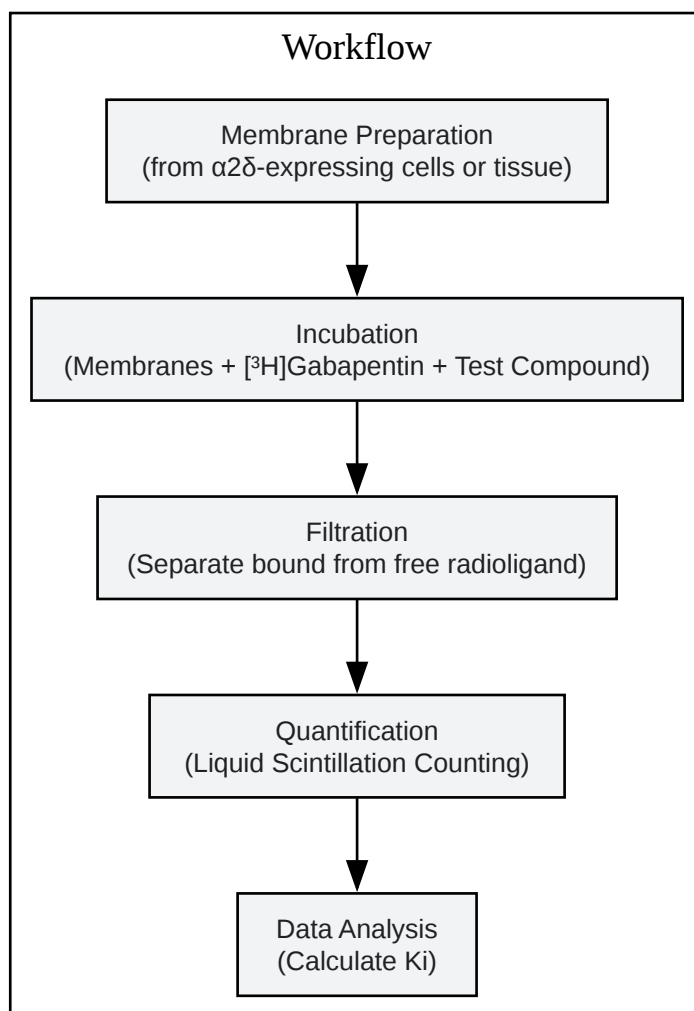 Workflow
Membrane Preparation
(from α2δ-expressing cells or tissue)
Incubation
(Membranes + [³H]Gabapentin + Test Compound)
Filtration
(Separate bound from free radioligand)
Quantification
(Liquid Scintillation Counting)
Data Analysis
(Calculate Ki)